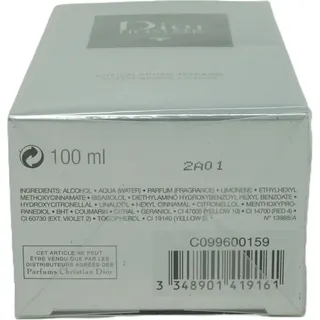 Dior
100 ml
2A01
INGREDIENTS: ALCOHOL • AQUA (WATER) • PARFUM (FRAGRANCE) • LIMONENE • ETHYLHEXYL
METHOXYCINNAMATE • BISABOLOL • DIETHYLAMINO HYDROXYBENZOYL HEXYL BENZOATE •
HYDROXYCITRONELLAL • LINALOOL • HEXYL CINNAMAL • CITRONELLOL • MENTHOXYPRO-
PANEDIOL • BHT • COUMARIN • CITRAL • GERANIOL • CI 47005 (YELLOW 10) • CI 14700 (RED 4) •
CI 60730 (EXT. VIOLET 2) • TOCOPHEROL • CI 19140 (YELLOW 5)
CET ARTICLE NE PEUT
ÊTRE VENDU QUE PAR LES
DÉPOSITAIRES AGRÉÉS DES
Parfums Christian Dior
C099600159
3 348901 419161